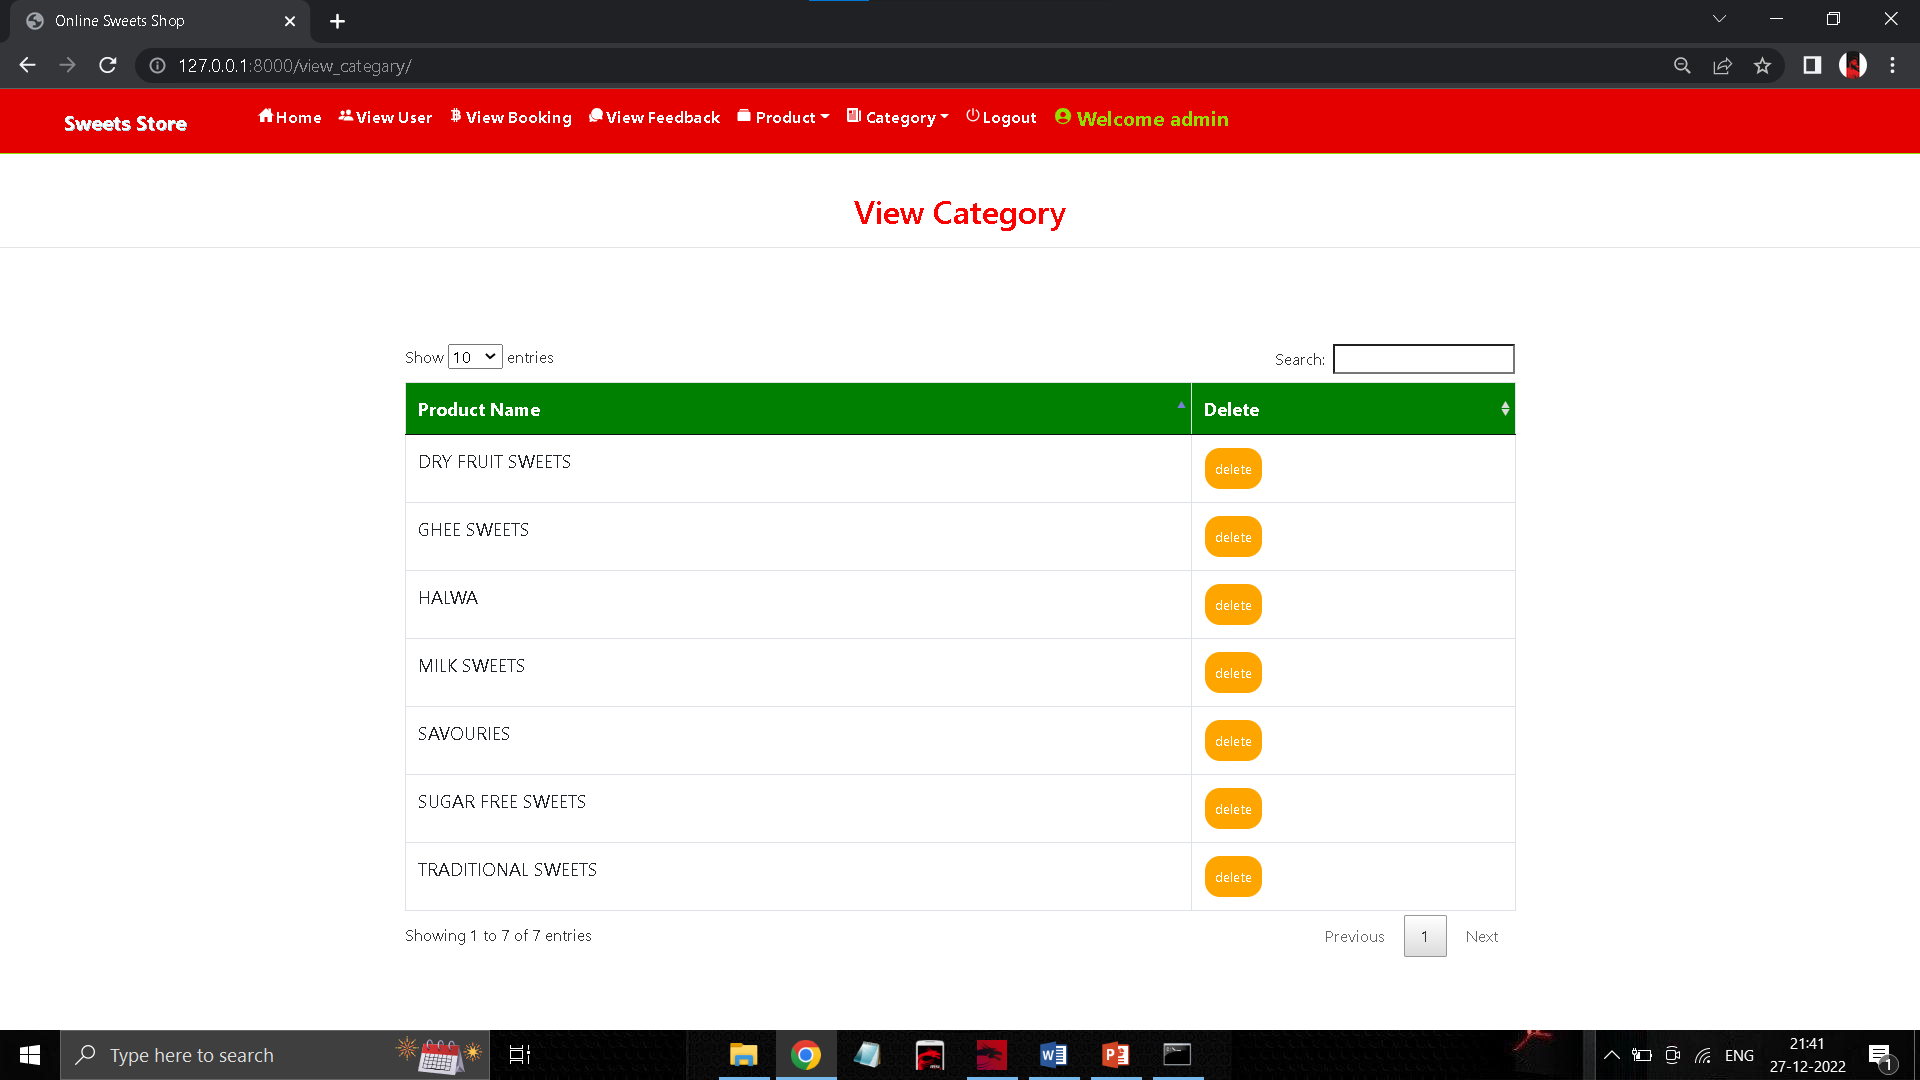 Online Sweets Shop
127.0.0.1:8000/view_categary/
Sweets Store
Home View User View Booking View Feedback Product Category Logout Welcome admin
View Category
Show 10 entries Search:
Product Name Delete
DRY FRUIT SWEETS delete
GHEE SWEETS delete
HALWA delete
MILK SWEETS delete
SAVOURIES delete
SUGAR FREE SWEETS delete
TRADITIONAL SWEETS delete
Showing 1 to 7 of 7 entries Previous 1 Next
Type here to search
ENG
21:41
27-12-2022
1